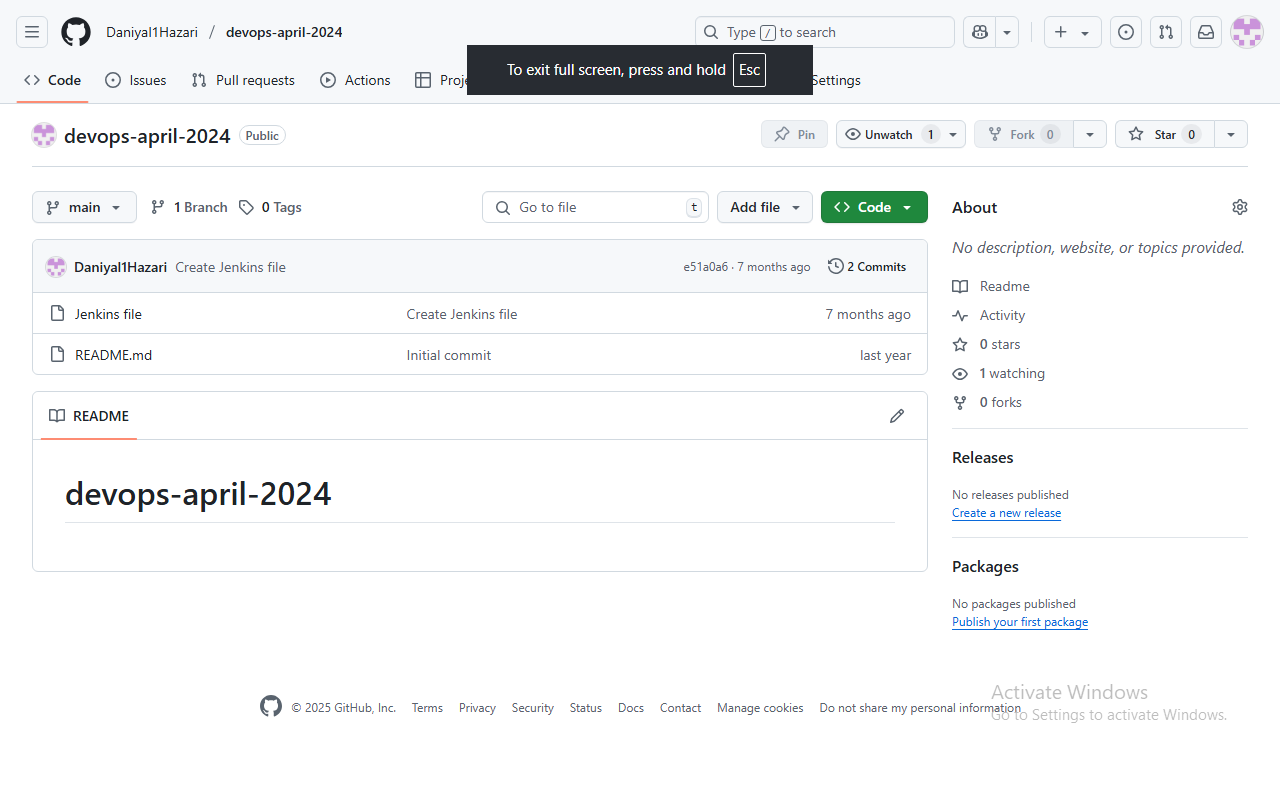 Daniyal1Hazari / devops-april-2024
Type / to search
To exit full screen, press and hold Esc
Code Issues Pull requests Actions Settings
devops-april-2024 Public
Pin Unwatch 1 Fork 0 Star 0
main 1 Branch 0 Tags Go to file t Add file Code
Daniyal1Hazari Create Jenkins file e51a0a6 · 7 months ago 2 Commits
Jenkins file Create Jenkins file 7 months ago
README.md Initial commit last year
README
devops-april-2024
About
No description, website, or topics provided.
Readme
Activity
0 stars
1 watching
0 forks
Releases
No releases published
Create a new release
Packages
No packages published
Publish your first package
Activate Windows
Go to Settings to activate Windows.
© 2025 GitHub, Inc. Terms Privacy Security Status Docs Contact Manage cookies Do not share my personal information